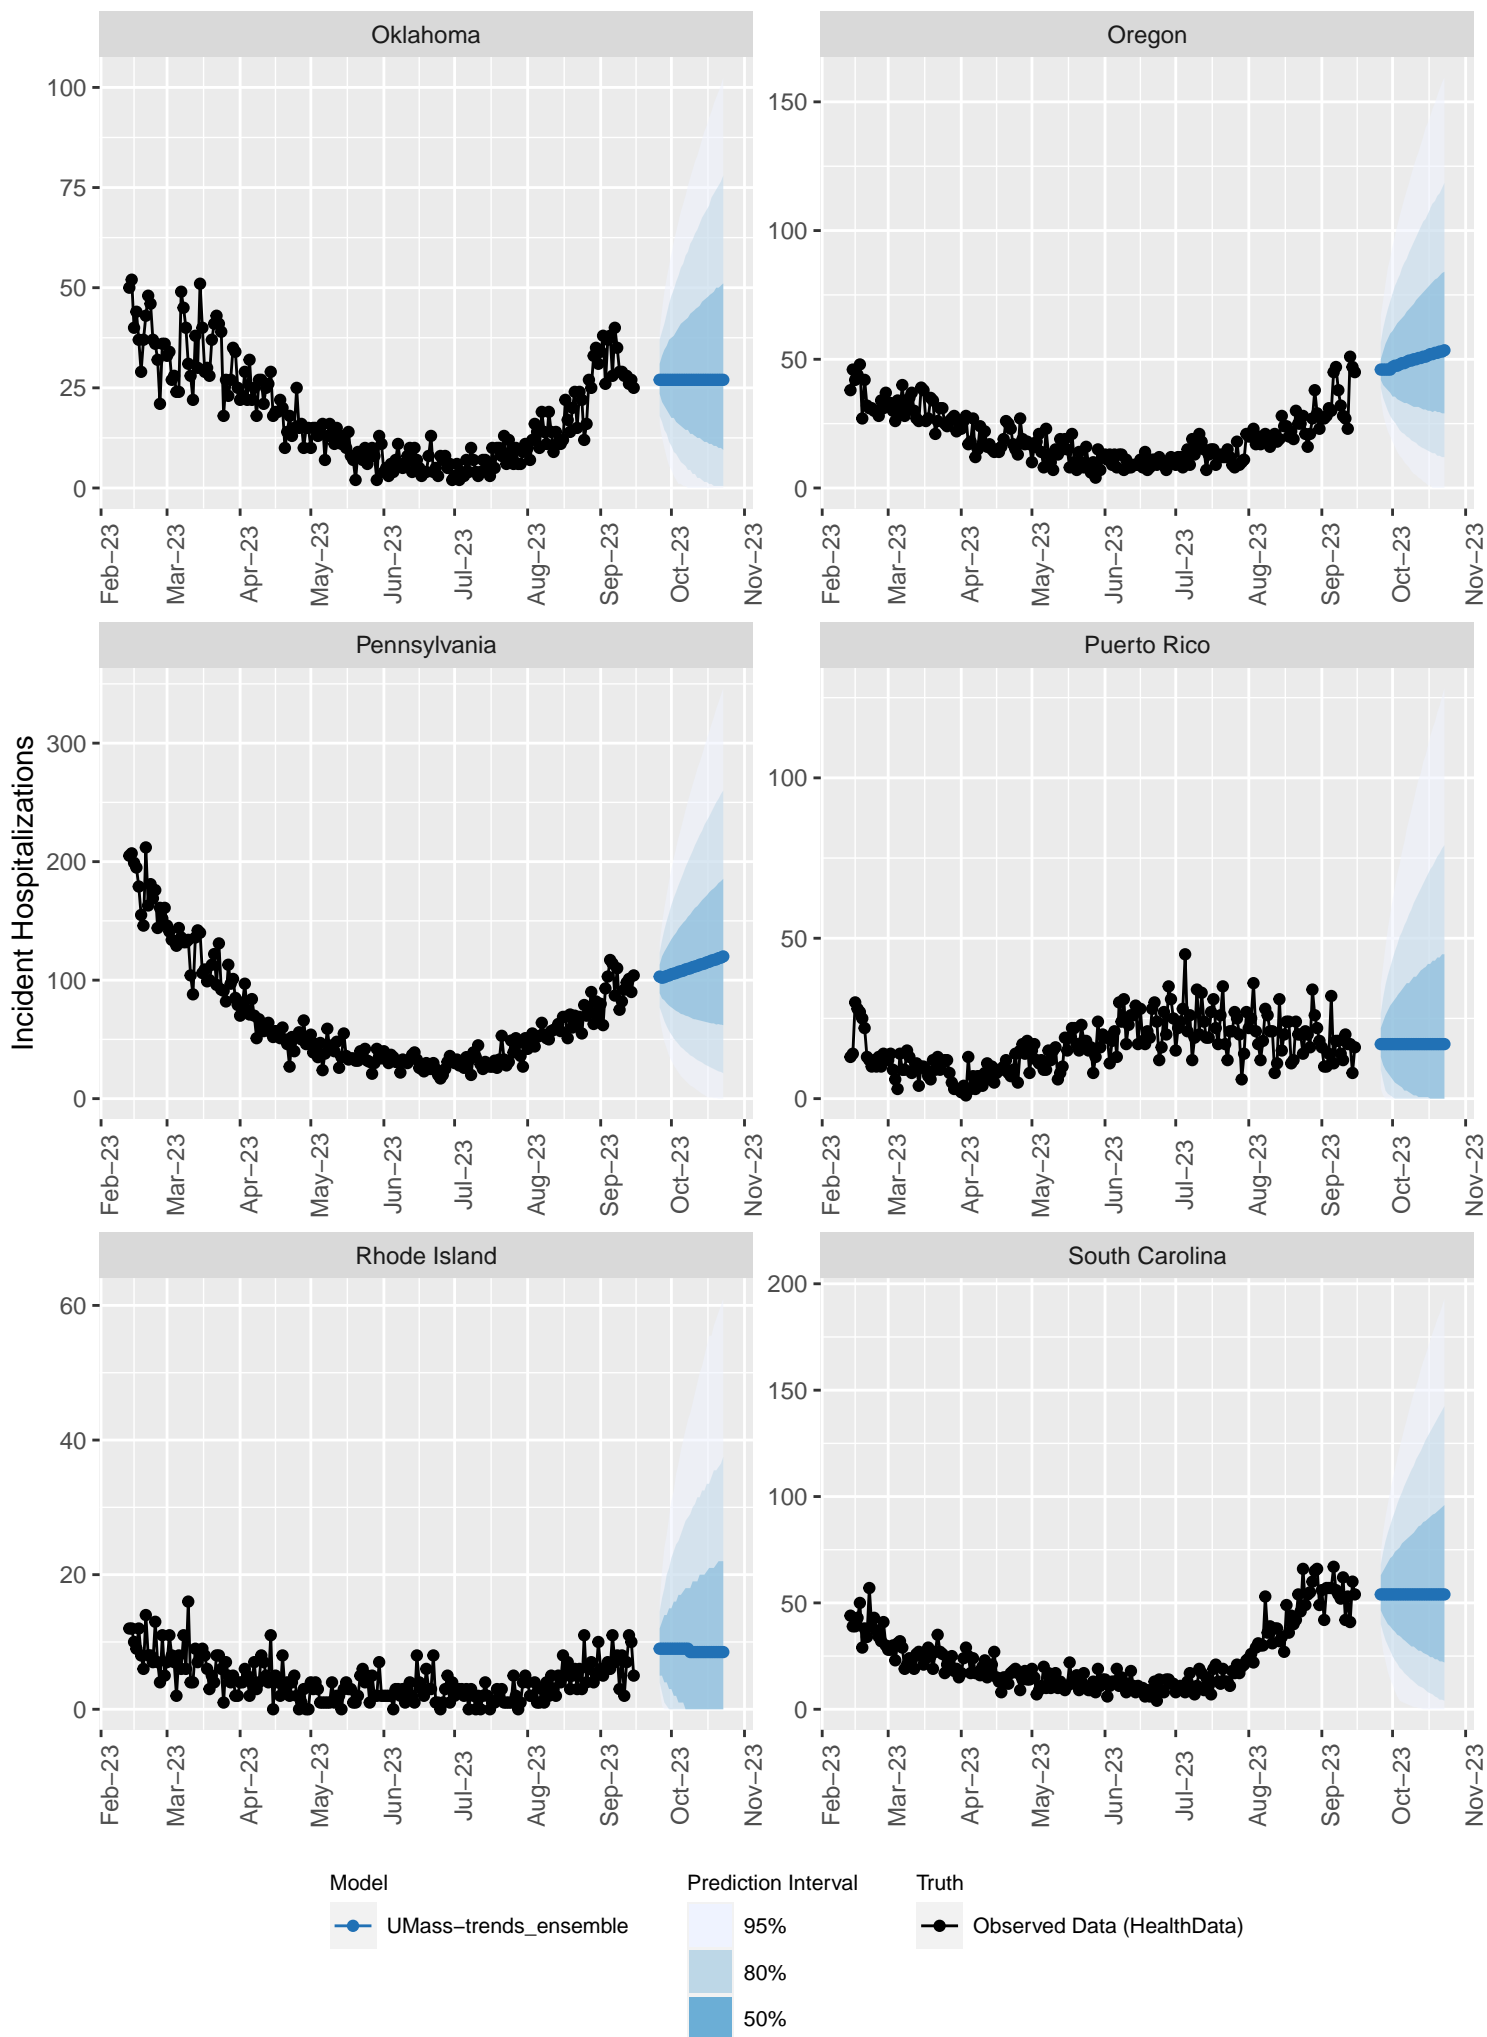 Oklahoma
Oregon
100
75
50
25
0
150
100
50
0
Feb−23
Mar−23
Apr−23
May−23
Jun−23
Jul−23
Aug−23
Sep−23
Oct−23
Nov−23
Feb−23
Mar−23
Apr−23
May−23
Jun−23
Jul−23
Aug−23
Sep−23
Oct−23
Nov−23
Incident Hospitalizations
Pennsylvania
Puerto Rico
300
200
100
0
100
50
0
Feb−23
Mar−23
Apr−23
May−23
Jun−23
Jul−23
Aug−23
Sep−23
Oct−23
Nov−23
Feb−23
Mar−23
Apr−23
May−23
Jun−23
Jul−23
Aug−23
Sep−23
Oct−23
Nov−23
Rhode Island
South Carolina
60
40
20
0
200
150
100
50
0
Feb−23
Mar−23
Apr−23
May−23
Jun−23
Jul−23
Aug−23
Sep−23
Oct−23
Nov−23
Feb−23
Mar−23
Apr−23
May−23
Jun−23
Jul−23
Aug−23
Sep−23
Oct−23
Nov−23
Model
UMass−trends_ensemble
Prediction Interval
95%
80%
50%
Truth
Observed Data (HealthData)